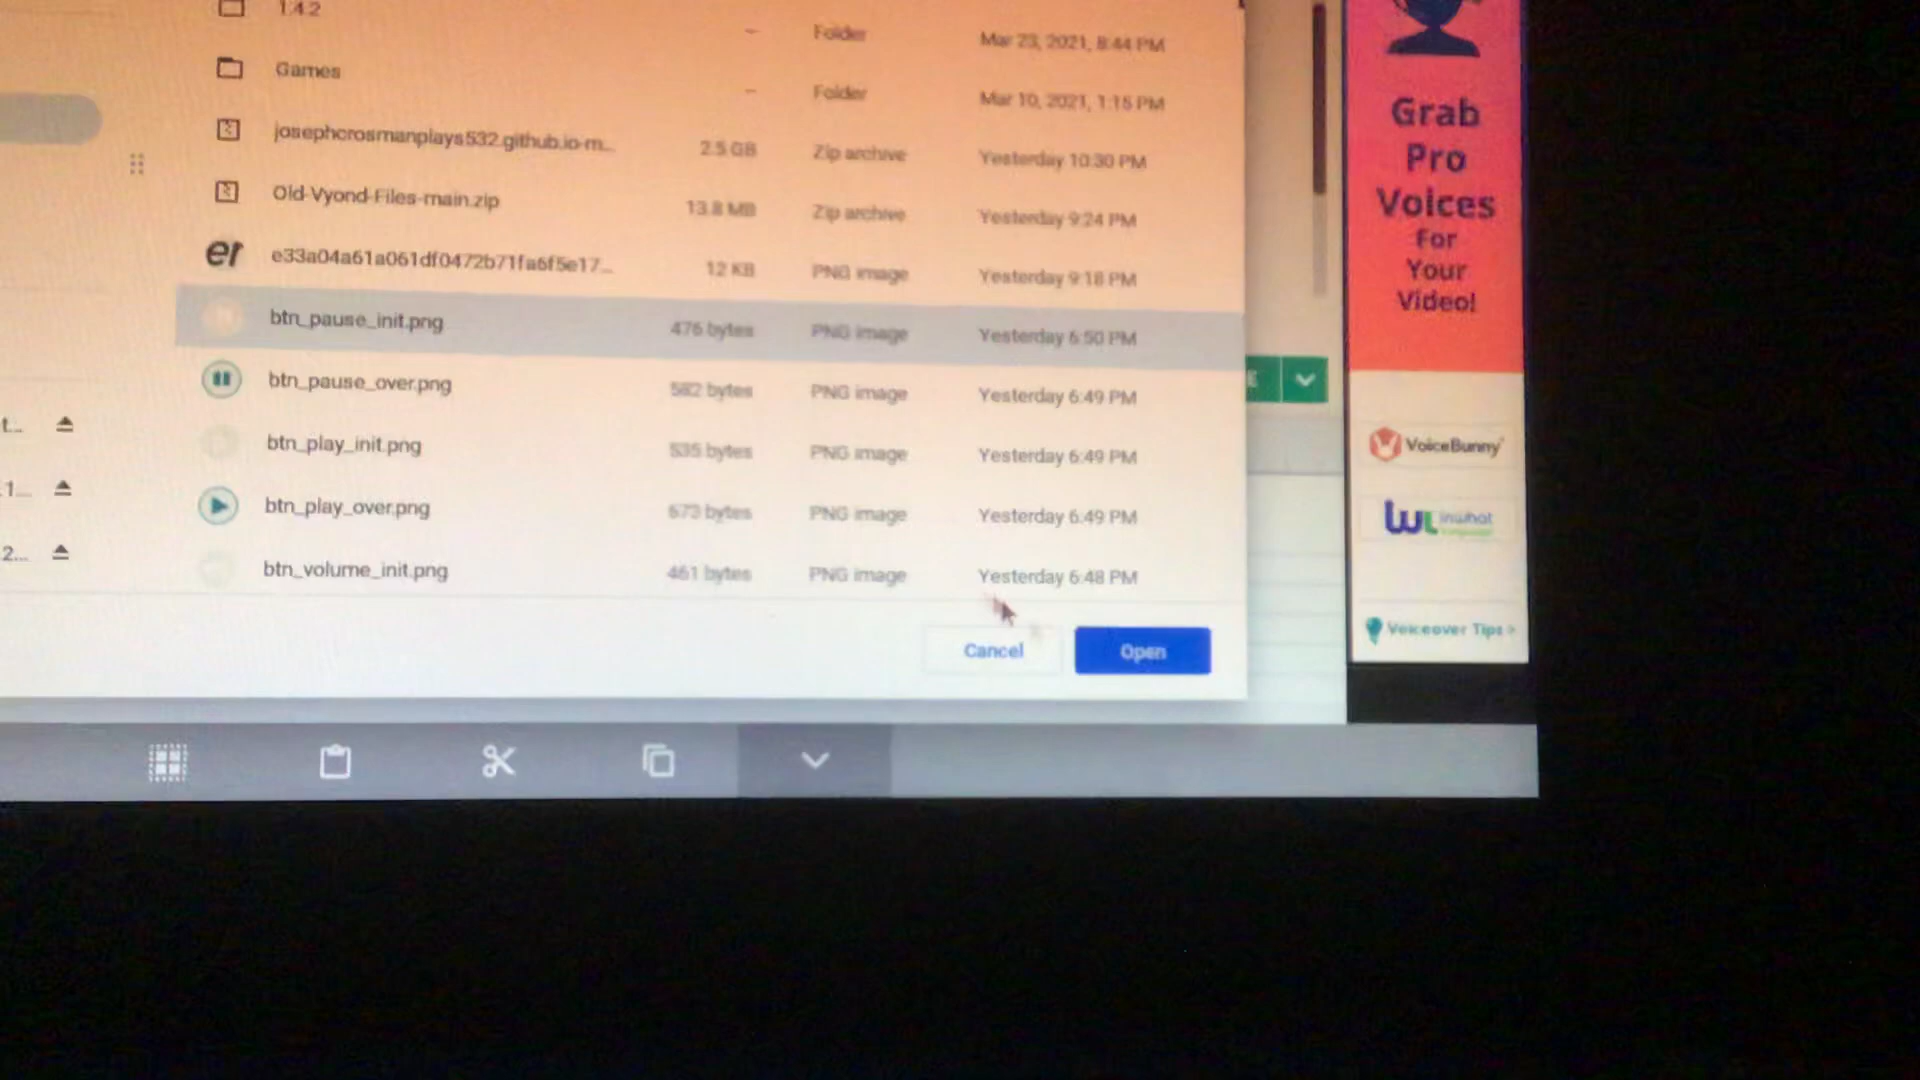 1.4.2
-- Folder Mar 23, 2021, 8:44 PM
Games -- Folder Mar 10, 2021, 1:15 PM
josephcrosmanplays532.github.io-m... 2.5 GB Zip archive Yesterday 10:30 PM
Old-Vyond-Files-main.zip 13.8 MB Zip archive Yesterday 9:24 PM
er e33a04a61a061df0472b71fa6f5e17... 12 KB PNG image Yesterday 9:18 PM
btn_pause_init.png 476 bytes PNG image Yesterday 6:50 PM
btn_pause_over.png 582 bytes PNG image Yesterday 6:49 PM
btn_play_init.png 535 bytes PNG image Yesterday 6:49 PM
btn_play_over.png 673 bytes PNG image Yesterday 6:49 PM
btn_volume_init.png 461 bytes PNG image Yesterday 6:48 PM
t...
1...
2...
Cancel Open
Grab
Pro
Voices
For
Your
Video!
VoiceBunny
inwhat
Voiceover Tips >